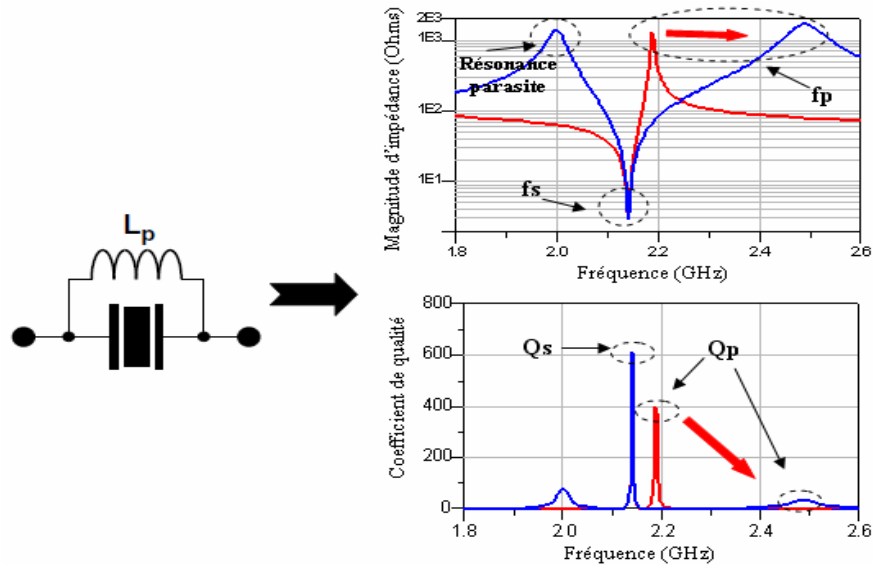 Lp
Magnitude d'impédance (Ohms)
2E3
1E3
1E2
1E1
Résonance
parasite
fp
fs
1.8
2.0
2.2
2.4
2.6
Fréquence (GHz)
Coefficient de qualité
800
600
400
200
0
Qs
Qp
1.8
2.0
2.2
2.4
2.6
Fréquence (GHz)